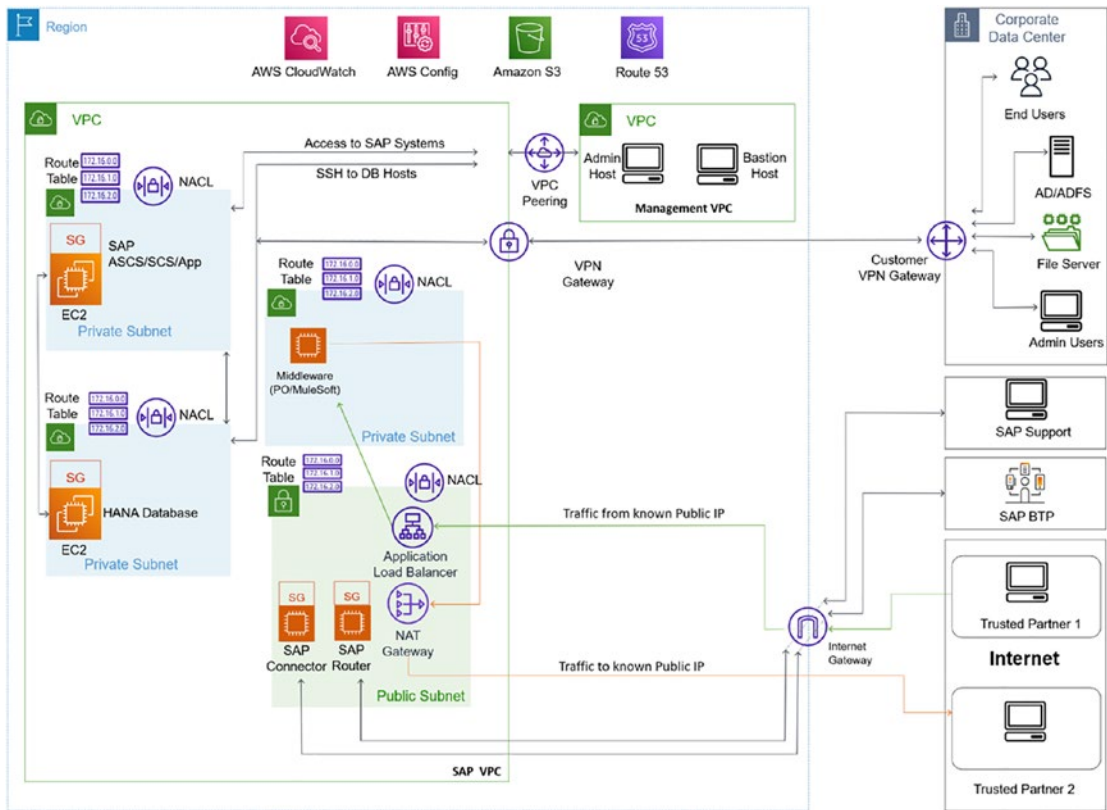 Region
AWS CloudWatch
AWS Config
Amazon S3
53
Route 53
Corporate
Data Center
End Users
AD/ADFS
File Server
Admin Users
Customer
VPN Gateway
VPC
Route
Table
172.16.0.0
172.16.1.0
172.16.2.0
NACL
Access to SAP Systems
SSH to DB Hosts
VPC
Peering
VPC
Admin
Host
Bastion
Host
Management VPC
SG
SAP
ASCS/SCS/App
EC2
Private Subnet
VPN
Gateway
Route
Table
172.16.0.0
172.16.1.0
172.16.2.0
NACL
Middleware
(PO/MuleSoft)
Private Subnet
Route
Table
172.16.0.0
172.16.1.0
172.16.2.0
NACL
SG
HANA Database
EC2
Private Subnet
Route
Table
172.16.0.0
172.16.1.0
172.16.2.0
NACL
Application
Load Balancer
Traffic from known Public IP
SG
SAP
Connector
SG
SAP
Router
NAT
Gateway
Public Subnet
Traffic to known Public IP
Internet
Gateway
SAP VPC
SAP Support
SAP BTP
Trusted Partner 1
Internet
Trusted Partner 2